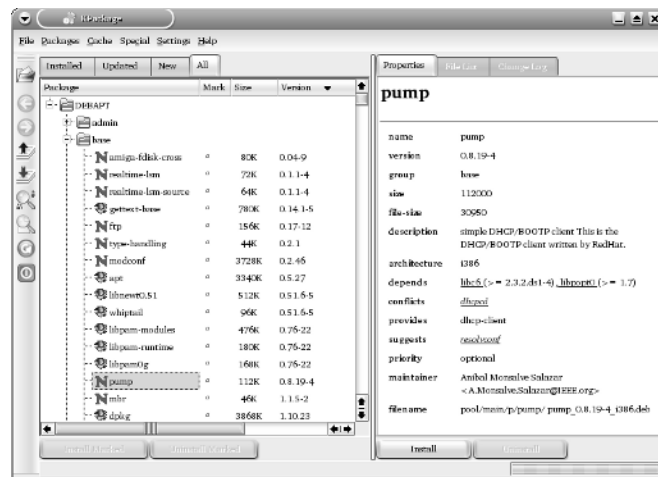 KPackage
File Packages Cache Special Settings Help
Installed Updated New All
Package Mark Size Version
DEBAPT
admin
base
amiga-fdisk-cross 80K 0.04-9
realtime-lsm 72K 0.1.1-4
realtime-lsm-source 64K 0.1.1-4
gettext-base 780K 0.14.1-5
ftp 156K 0.17-12
type-handling 44K 0.2.1
modconf 3728K 0.2.46
apt 3340K 0.5.27
libnewt0.51 512K 0.51.6-5
whiptail 96K 0.51.6-5
libpam-modules 476K 0.76-22
libpam-runtime 180K 0.76-22
libpam0g 168K 0.76-22
pump 112K 0.8.19-4
mbr 46K 1.1.5-2
dpkg 3868K 1.10.23
Install Marked Uninstall Marked
Properties File List Change Log
pump
name pump
version 0.8.19-4
group base
size 112000
file-size 30950
description simple DHCP/BOOTP client This is the
DHCP/BOOTP client written by RedHat.
architecture i386
depends libc6 (>= 2.3.2.ds1-4), libpopt0 (>= 1.7)
conflicts dhcpcd
provides dhcp-client
suggests resolvconf
priority optional
maintainer Anibal Monsalve Salazar
<A.Monsalve.Salazar@IEEE.org>
filename pool/main/p/pump/ pump_0.8.19-4_i386.deb
Install Uninstall